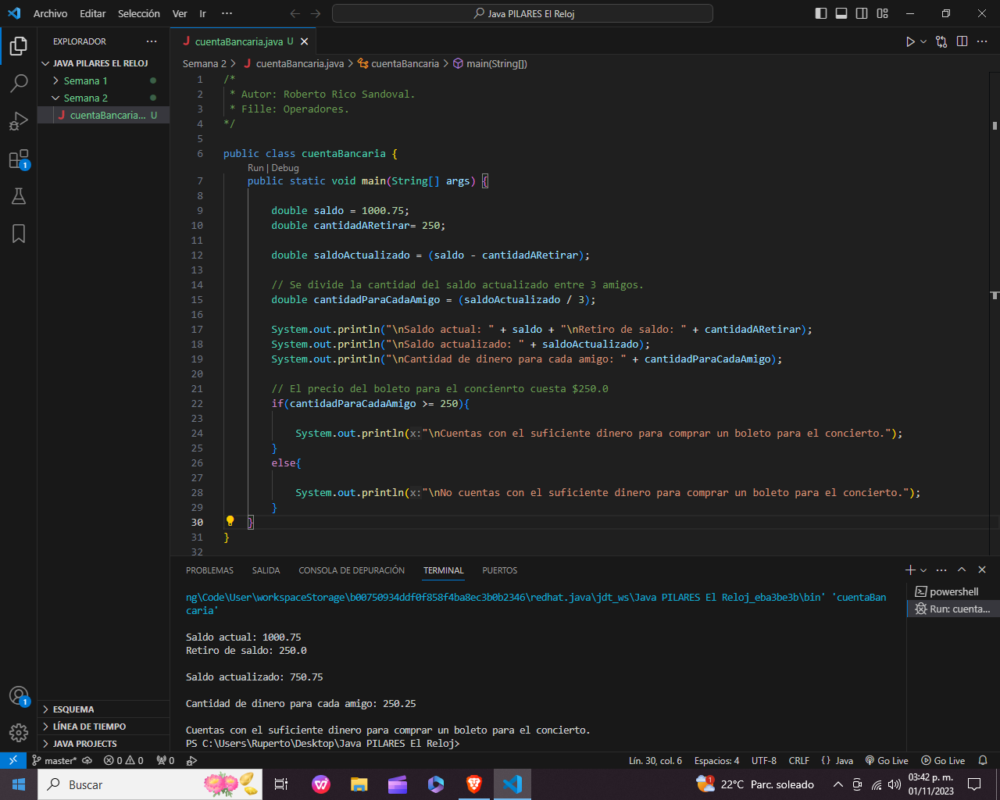 Archivo Editar Selección Ver Ir ···
Java PILARES El Reloj
EXPLORADOR ···
JAVA PILARES EL RELOJ
Semana 1
Semana 2
J cuentaBancaria... U
J cuentaBancaria.java U
Semana 2 > J cuentaBancaria.java > cuentaBancaria > main(String[])
1 /*
2  * Autor: Roberto Rico Sandoval.
3  * Fille: Operadores.
4 */
5
6 public class cuentaBancaria {
Run | Debug
7     public static void main(String[] args) {
8
9         double saldo = 1000.75;
10         double cantidadARetirar= 250;
11
12         double saldoActualizado = (saldo - cantidadARetirar);
13
14         // Se divide la cantidad del saldo actualizado entre 3 amigos.
15         double cantidadParaCadaAmigo = (saldoActualizado / 3);
16
17         System.out.println("\nSaldo actual: " + saldo + "\nRetiro de saldo: " + cantidadARetirar);
18         System.out.println("\nSaldo actualizado: " + saldoActualizado);
19         System.out.println("\nCantidad de dinero para cada amigo: " + cantidadParaCadaAmigo);
20
21         // El precio del boleto para el concienrto cuesta $250.0
22         if(cantidadParaCadaAmigo >= 250){
23
24             System.out.println(x:"\nCuentas con el suficiente dinero para comprar un boleto para el concierto.");
25         }
26         else{
27
28             System.out.println(x:"\nNo cuentas con el suficiente dinero para comprar un boleto para el concierto.");
29         }
30     }
31 }
32
PROBLEMAS SALIDA CONSOLA DE DEPURACIÓN TERMINAL PUERTOS
powershell
Run: cuenta...
ng\Code\User\workspaceStorage\b00750934ddf0f858f4ba8ec3b0b2346\redhat.java\jdt_ws\Java PILARES El Reloj_eba3be3b\bin' 'cuentaBan
caria'
Saldo actual: 1000.75
Retiro de saldo: 250.0
Saldo actualizado: 750.75
Cantidad de dinero para cada amigo: 250.25
Cuentas con el suficiente dinero para comprar un boleto para el concierto.
PS C:\Users\Ruperto\Desktop\Java PILARES El Reloj>
1
1
ESQUEMA
LÍNEA DE TIEMPO
JAVA PROJECTS
master* 0 0 0 Lín. 30, col. 6 Espacios: 4 UTF-8 CRLF {} Java Go Live Go Live
Buscar
1 22°C Parc. soleado
03:42 p. m.
01/11/2023